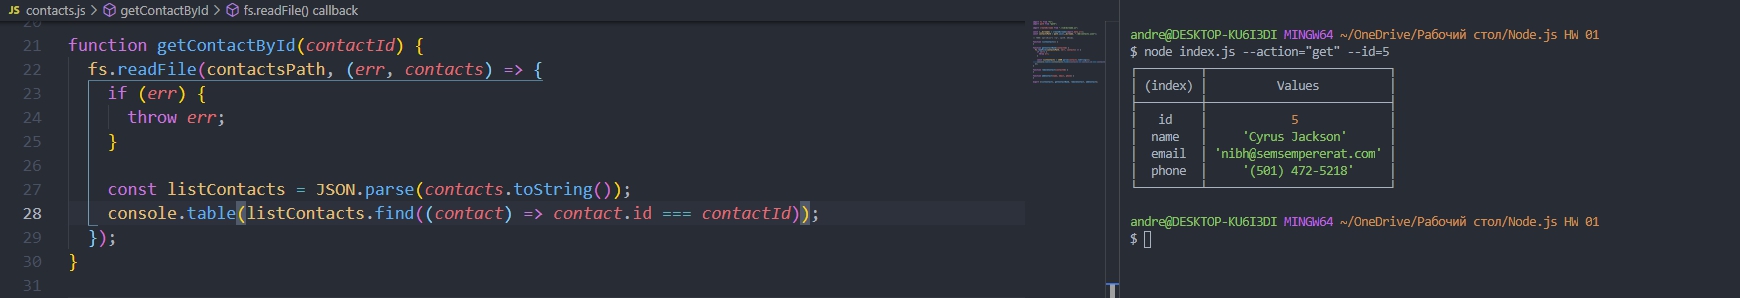 JS contacts.js > getContactById > fs.readFile() callback
20
21 function getContactById(contactId) {
22 fs.readFile(contactsPath, (err, contacts) => {
23 if (err) {
24 throw err;
25 }
26
27 const listContacts = JSON.parse(contacts.toString());
28 console.table(listContacts.find((contact) => contact.id === contactId));
29 });
30 }
31
andre@DESKTOP-KU6I3DI MINGW64 ~/OneDrive/Рабочий стол/Node.js HW 01
$ node index.js --action="get" --id=5
(index) Values
id 5
name 'Cyrus Jackson'
email 'nibh@semsempererat.com'
phone '(501) 472-5218'
andre@DESKTOP-KU6I3DI MINGW64 ~/OneDrive/Рабочий стол/Node.js HW 01
$